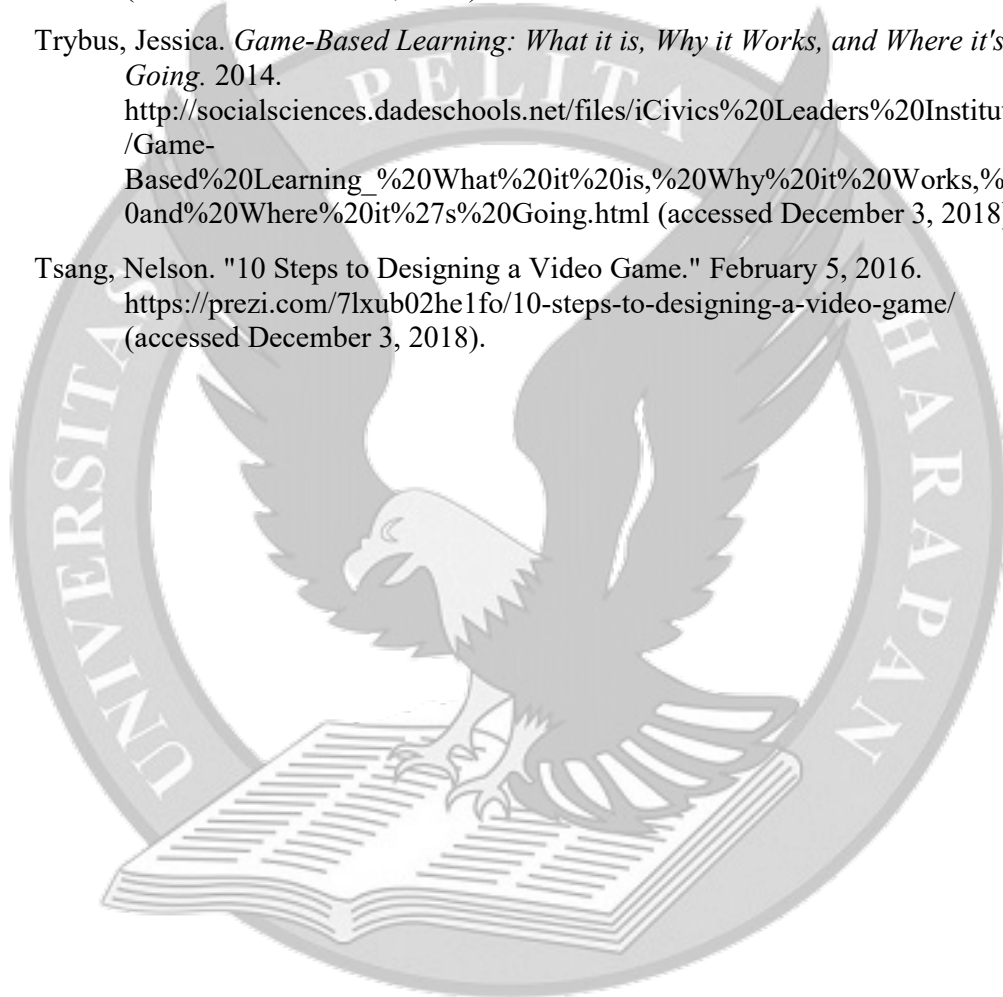 Trybus, Jessica. Game-Based Learning: What it is, Why it Works, and Where it's
Going. 2014.
http://socialsciences.dadeschools.net/files/iCivics%20Leaders%20Institu
/Game-
Based%20Learning_%20What%20it%20is,%20Why%20it%20Works,%
0and%20Where%20it%27s%20Going.html (accessed December 3, 2018)
Tsang, Nelson. "10 Steps to Designing a Video Game." February 5, 2016.
https://prezi.com/7lxub02he1fo/10-steps-to-designing-a-video-game/
(accessed December 3, 2018).
UNIVERSITAS PELITA HARAPAN